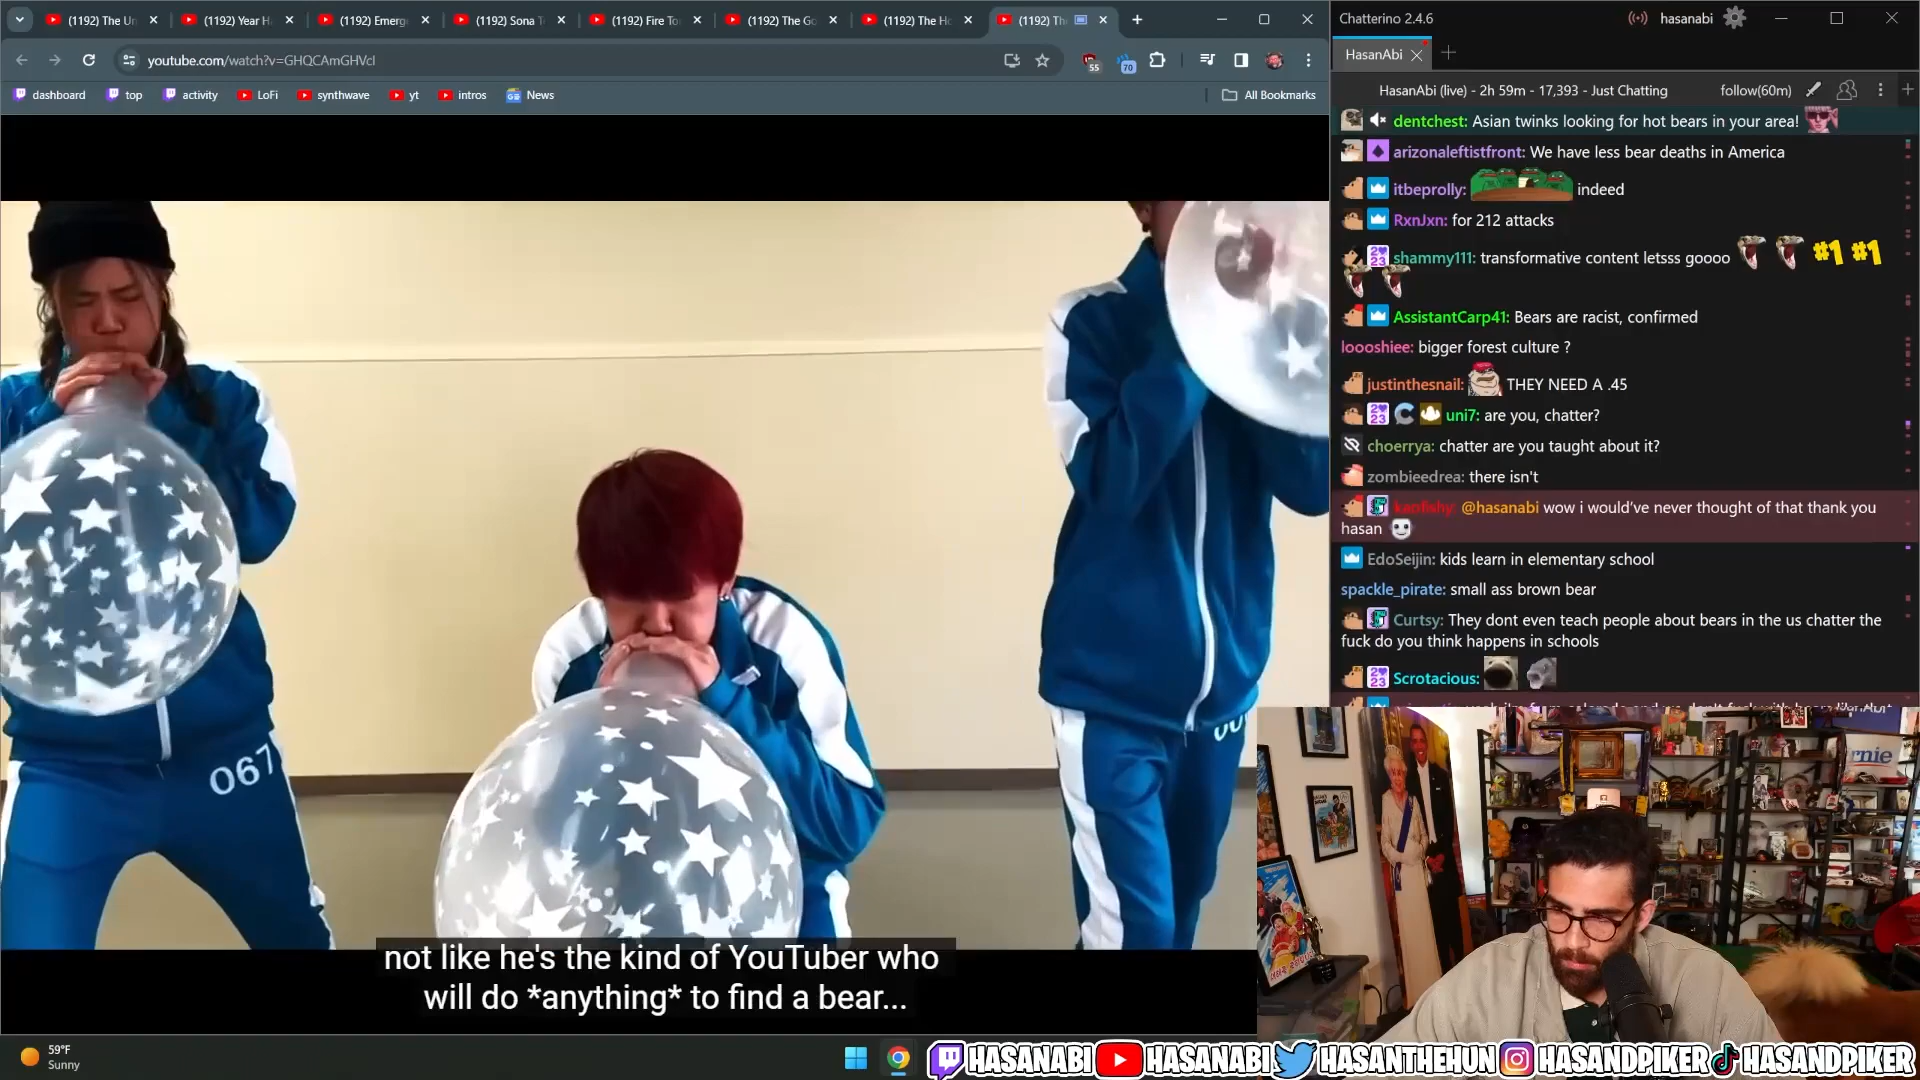 (1192) The Un
(1192) Year H
(1192) Emerge
(1192) Sona T
(1192) Fire To
(1192) The Go
(1192) The Ho
(1192) Th
youtube.com/watch?v=GHQCAmGHVcI
55
70
dashboard
top
activity
LoFi
synthwave
yt
intros
News
All Bookmarks
067
not like he's the kind of YouTuber who
will do *anything* to find a bear...
Chatterino 2.4.6
hasanabi
HasanAbi
HasanAbi (live) - 2h 59m - 17,393 - Just Chatting
follow(60m)
dentchest: Asian twinks looking for hot bears in your area!
arizonaleftistfront: We have less bear deaths in America
itbeprolly: indeed
RxnJxn: for 212 attacks
shammy111: transformative content letsss goooo #1 #1
AssistantCarp41: Bears are racist, confirmed
loooshiee: bigger forest culture ?
justinthesnail: THEY NEED A .45
uni7: are you, chatter?
choerrya: chatter are you taught about it?
zombieedrea: there isn't
@hasanabi wow i would've never thought of that thank you
hasan
EdoSeijin: kids learn in elementary school
spackle_pirate: small ass brown bear
Curtsy: They dont even teach people about bears in the us chatter the
fuck do you think happens in schools
Scrotacious:
rnie
59°F
Sunny
HASANABI
HASANABI
HASANTHEHUN
HASANDPIKER
HASANDPIKER